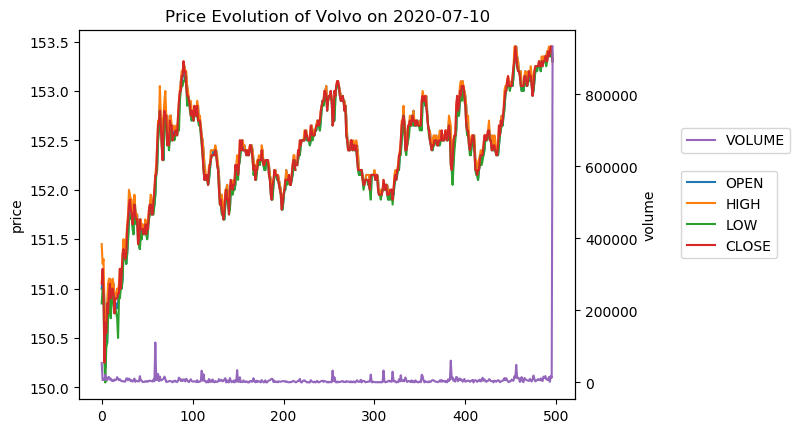 Price Evolution of Volvo on 2020-07-10
153.5
153.0
152.5
152.0
151.5
151.0
150.5
150.0
price
0
100
200
300
400
500
800000
600000
400000
200000
0
volume
VOLUME
OPEN
HIGH
LOW
CLOSE